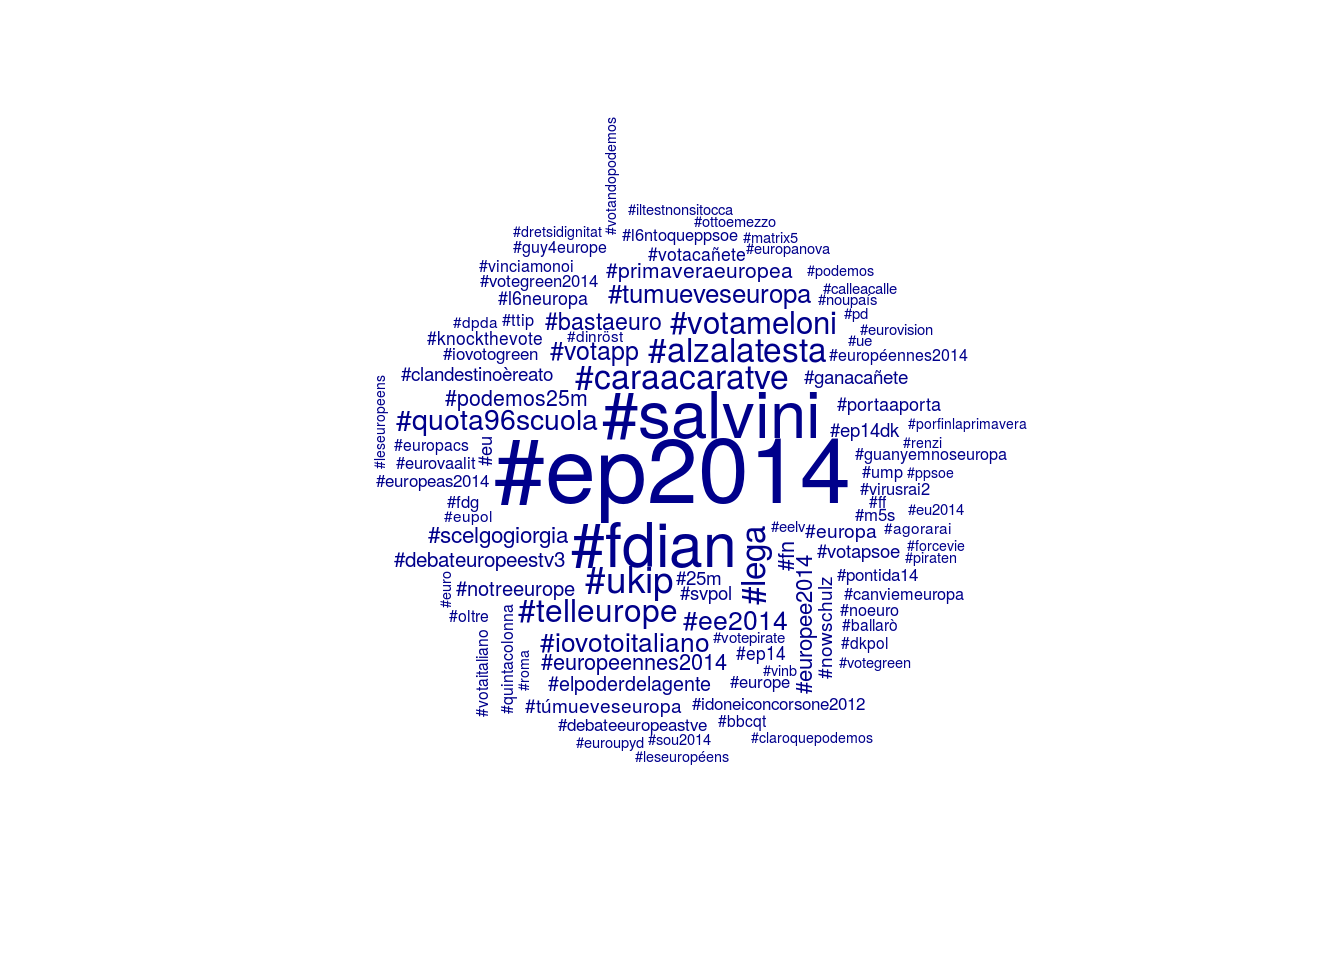 #votandopodemos
#iltestnonsitocca
#ottoemezzo
#dretsidignitat
#l6ntoqueppsoe
#matrix5
#guy4europe
#votacañete
#europanova
#vinciamonoi
#primaveraeuropea
#podemos
#votegreen2014
#tumueveseuropa
#calleacalle
#l6neuropa
#noupaís
#dpda
#ttip
#bastaeuro
#votameloni
#pd
#eurovision
#knockthevote
#dinröst
#ue
#iovotogreen
#votapp
#alzalatesta
#européennes2014
#clandestinoèreato
#caraacaratve
#ganacañete
#leseuropeens
#podemos25m
#salvini
#portaaporta
#quota96scuola
#ep14dk
#porfinlaprimavera
#europacs
#eu
#renzi
#eurovaalit
#guanyemnoseuropa
#europeas2014
#ep2014
#ump
#ppsoe
#virusrai2
#fdg
#ff
#eupol
#m5s
#eu2014
#scelgogiorgia
#fdian
#lega
#eelv
#europa
#agorarai
#debateuropeestv3
#fn
#votapsoe
#forcevie
#piraten
#euro
#notreeurope
#ukip
#25m
#svpol
#europee2014
#nowschulz
#pontida14
#canviemeuropa
#oltre
#telleurope
#ee2014
#noeuro
#ballarò
#votaitaliano
#quintacolonna
#roma
#iovotoitaliano
#votepirate
#dkpol
#europeennes2014
#ep14
#votegreen
#vinb
#elpoderdelagente
#europe
#túmueveseuropa
#idoneiconcorsone2012
#debateeuropeastve
#bbcqt
#euroupyd
#sou2014
#claroquepodemos
#leseuropéens